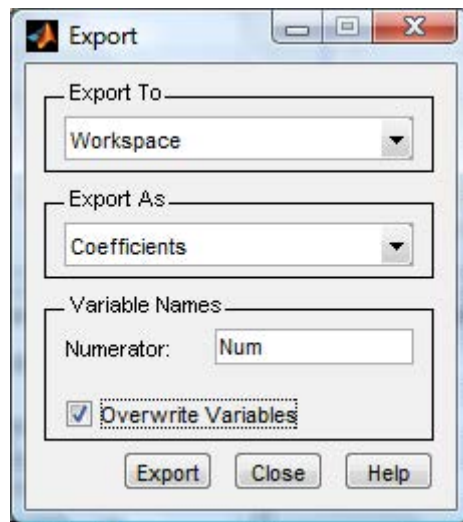 Export
Export To
Workspace
Export As
Coefficients
Variable Names
Numerator: Num
Overwrite Variables
Export Close Help